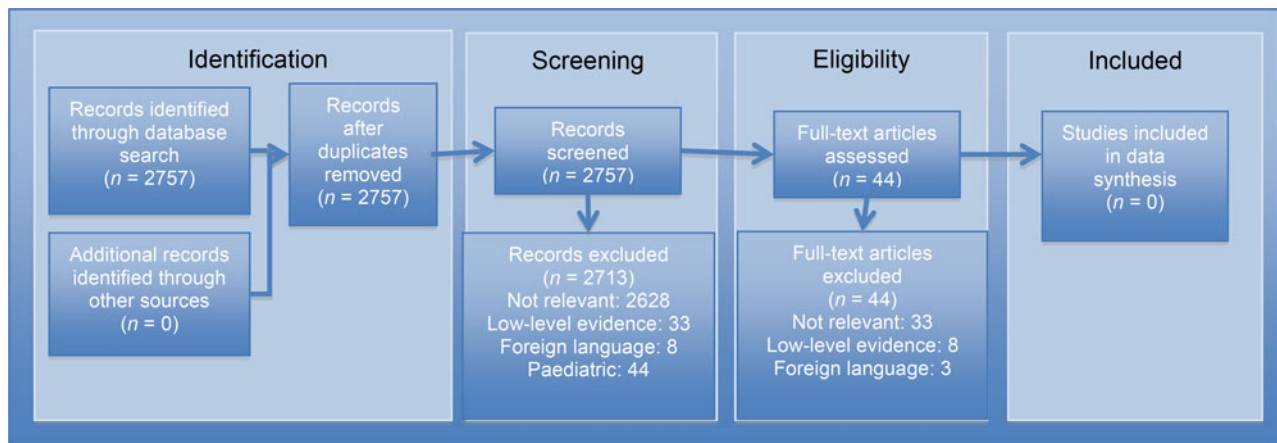 Identification
Records identified
through database
search
(n = 2757)
Additional records
identified through
other sources
(n = 0)
Records
after
duplicates
removed
(n = 2757)
Screening
Records
screened
(n = 2757)
Records excluded
(n = 2713)
Not relevant: 2628
Low-level evidence: 33
Foreign language: 8
Paediatric: 44
Eligibility
Full-text articles
assessed
(n = 44)
Full-text articles
excluded
(n = 44)
Not relevant: 33
Low-level evidence: 8
Foreign language: 3
Included
Studies included
in data
synthesis
(n = 0)